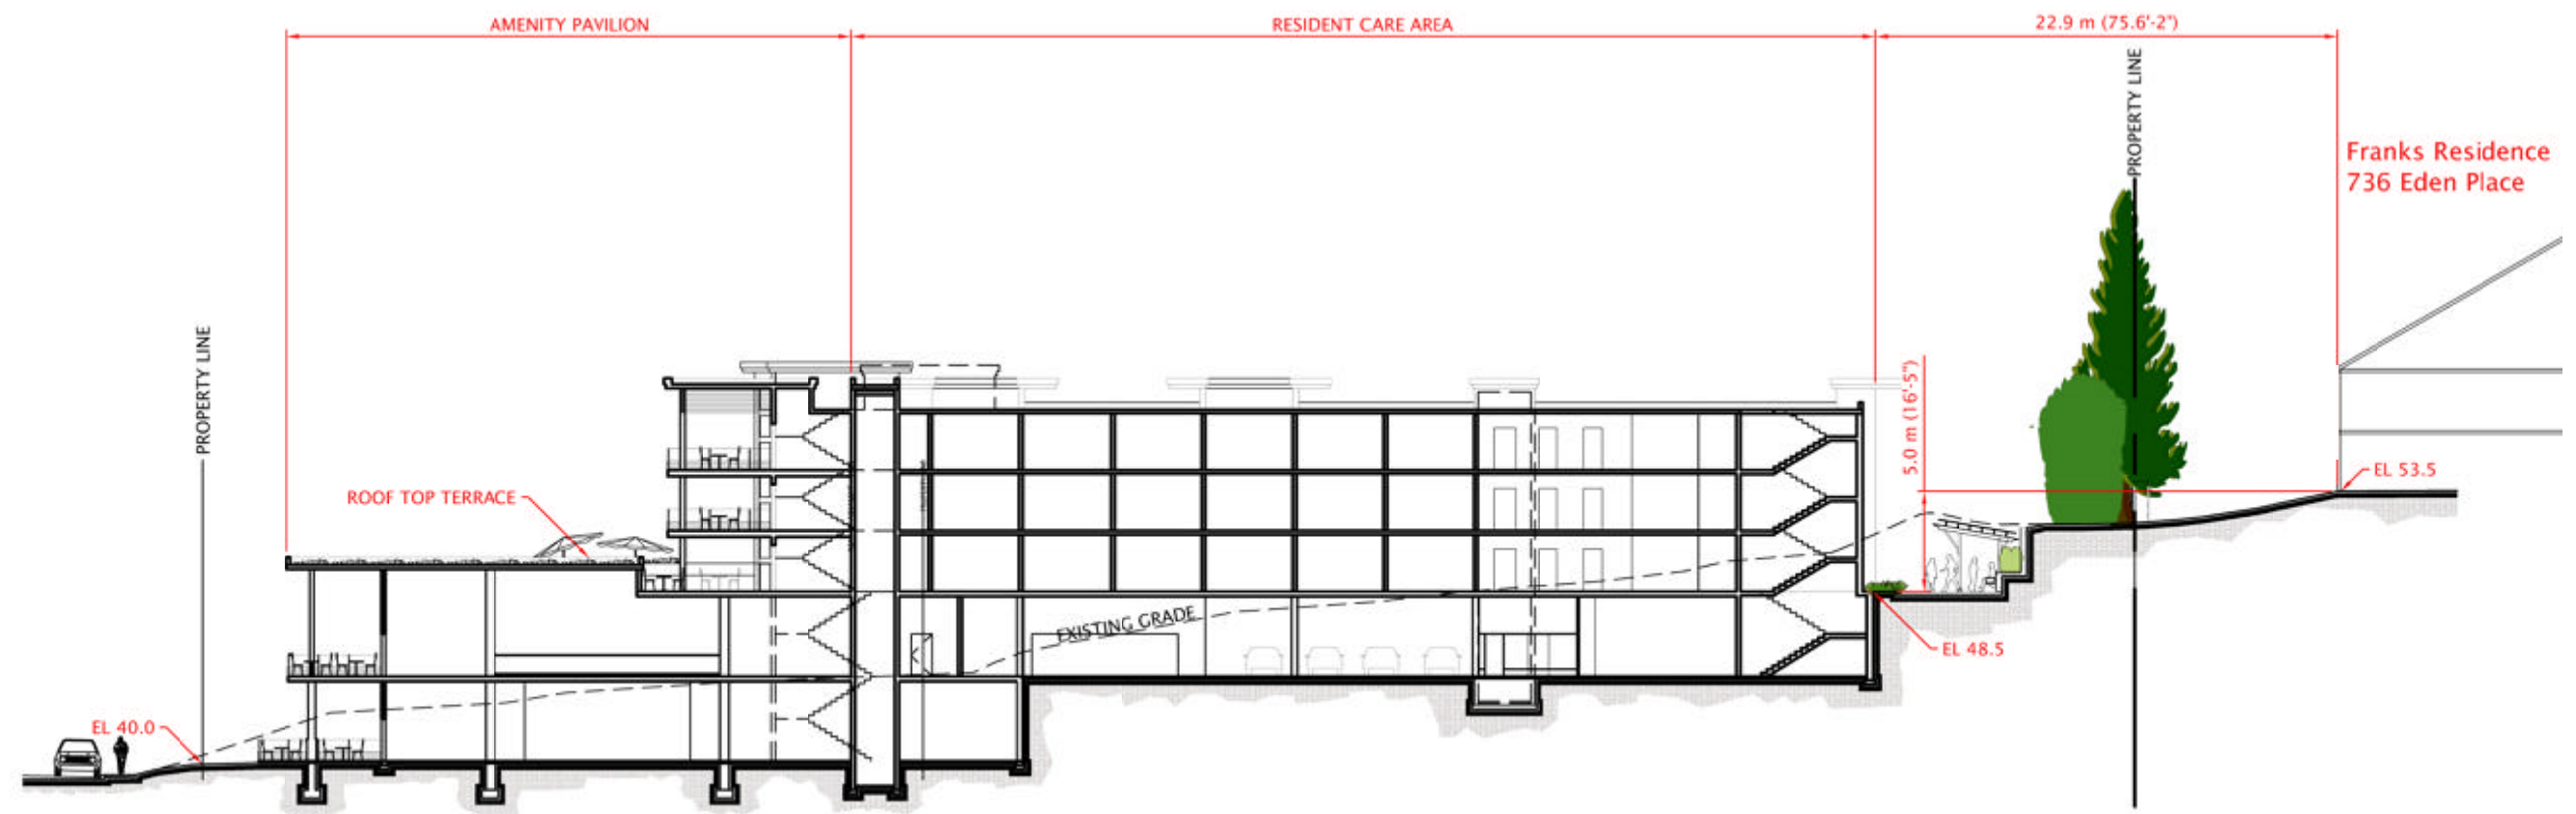 AMENITY PAVILION
RESIDENT CARE AREA
22.9 m (75.6'-2")
PROPERTY LINE
Franks Residence
736 Eden Place
PROPERTY LINE
5.0 m (16'-5")
ROOF TOP TERRACE
EL 53.5
EXISTING GRADE
EL 48.5
EL 40.0